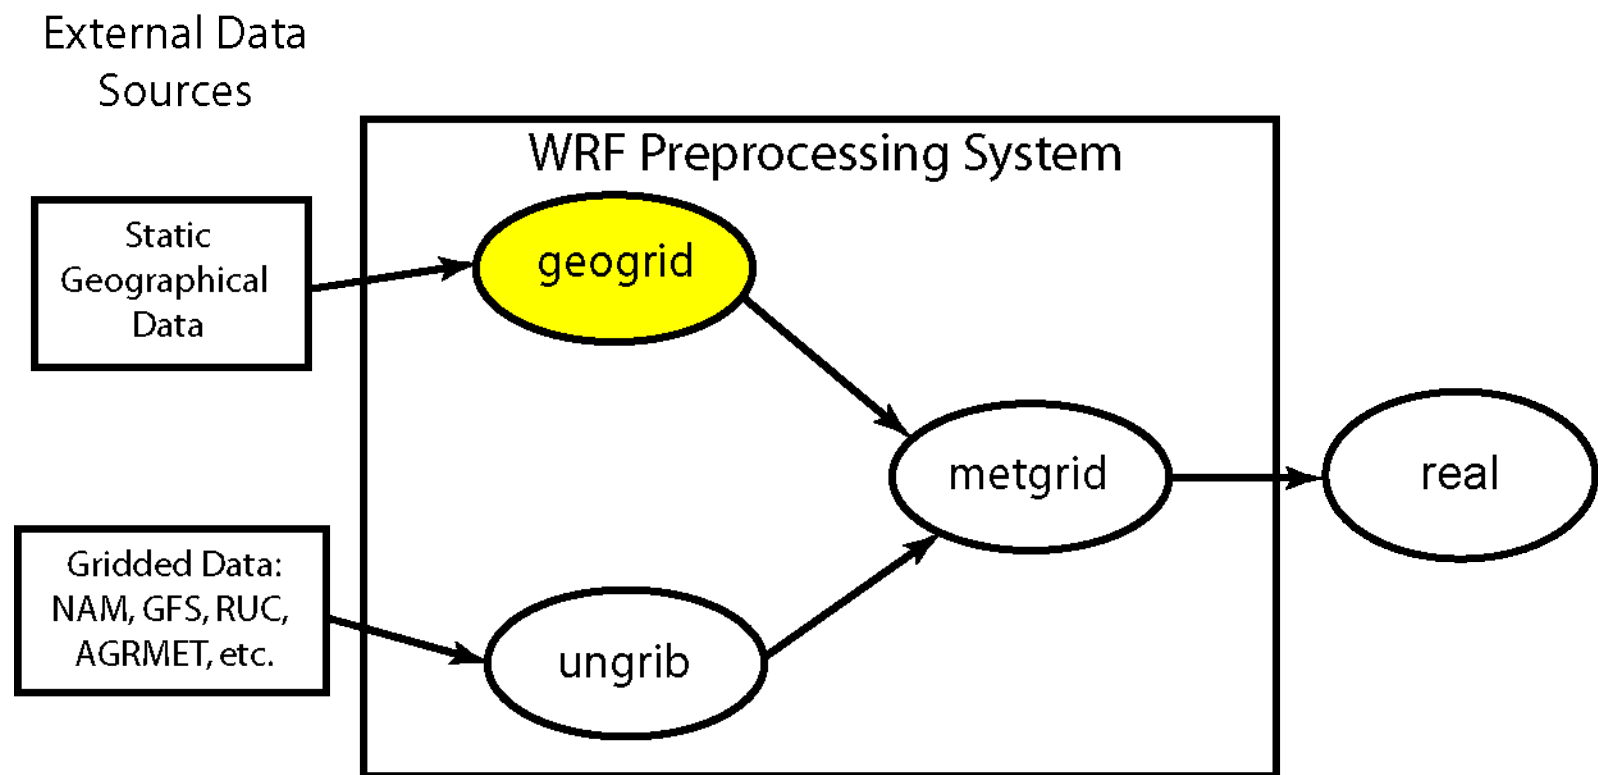 External Data
Sources
WRF Preprocessing System
Static
Geographical
Data
geogrid
metgrid
real
Gridded Data:
NAM, GFS, RUC,
AGRMET, etc.
ungrib